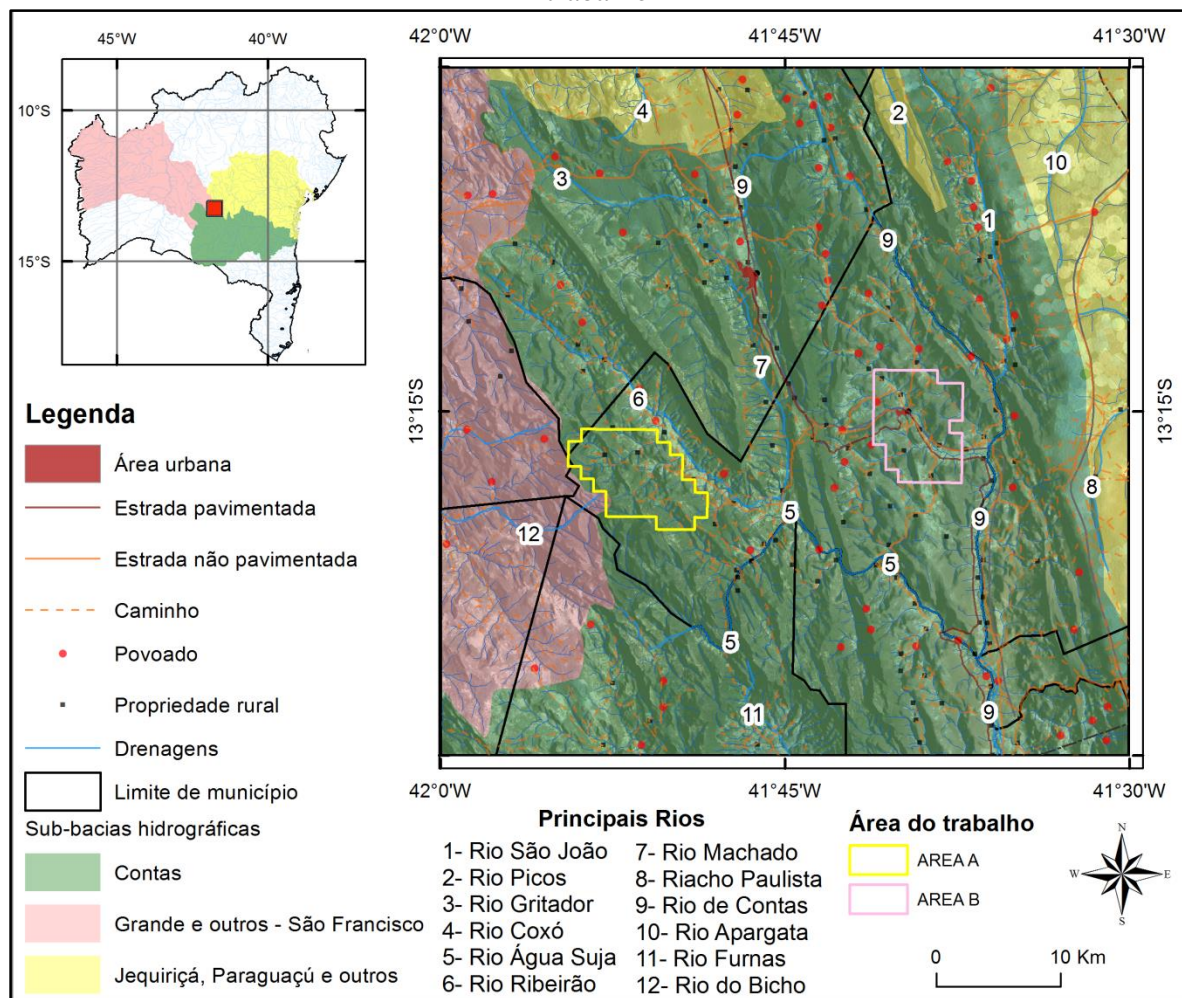 45°W 40°W
10°S
15°S
42°0'W 41°45'W 41°30'W
13°15'S 13°15'S
4
2
10
3
9
1
9
7
6
8
5
9
12
5
5
11
9
42°0'W 41°45'W 41°30'W
Legenda
Área urbana
Estrada pavimentada
Estrada não pavimentada
Caminho
Povoado
Propriedade rural
Drenagens
Limite de município
Sub-bacias hidrográficas
Contas
Grande e outros - São Francisco
Jequiriçá, Paraguaçú e outros
Principais Rios
1- Rio São João
2- Rio Picos
3- Rio Gritador
4- Rio Coxó
5- Rio Água Suja
6- Rio Ribeirão
7- Rio Machado
8- Riacho Paulista
9- Rio de Contas
10- Rio Apargata
11- Rio Furnas
12- Rio do Bicho
Área do trabalho
AREA A
AREA B
N
W E
S
0 10 Km